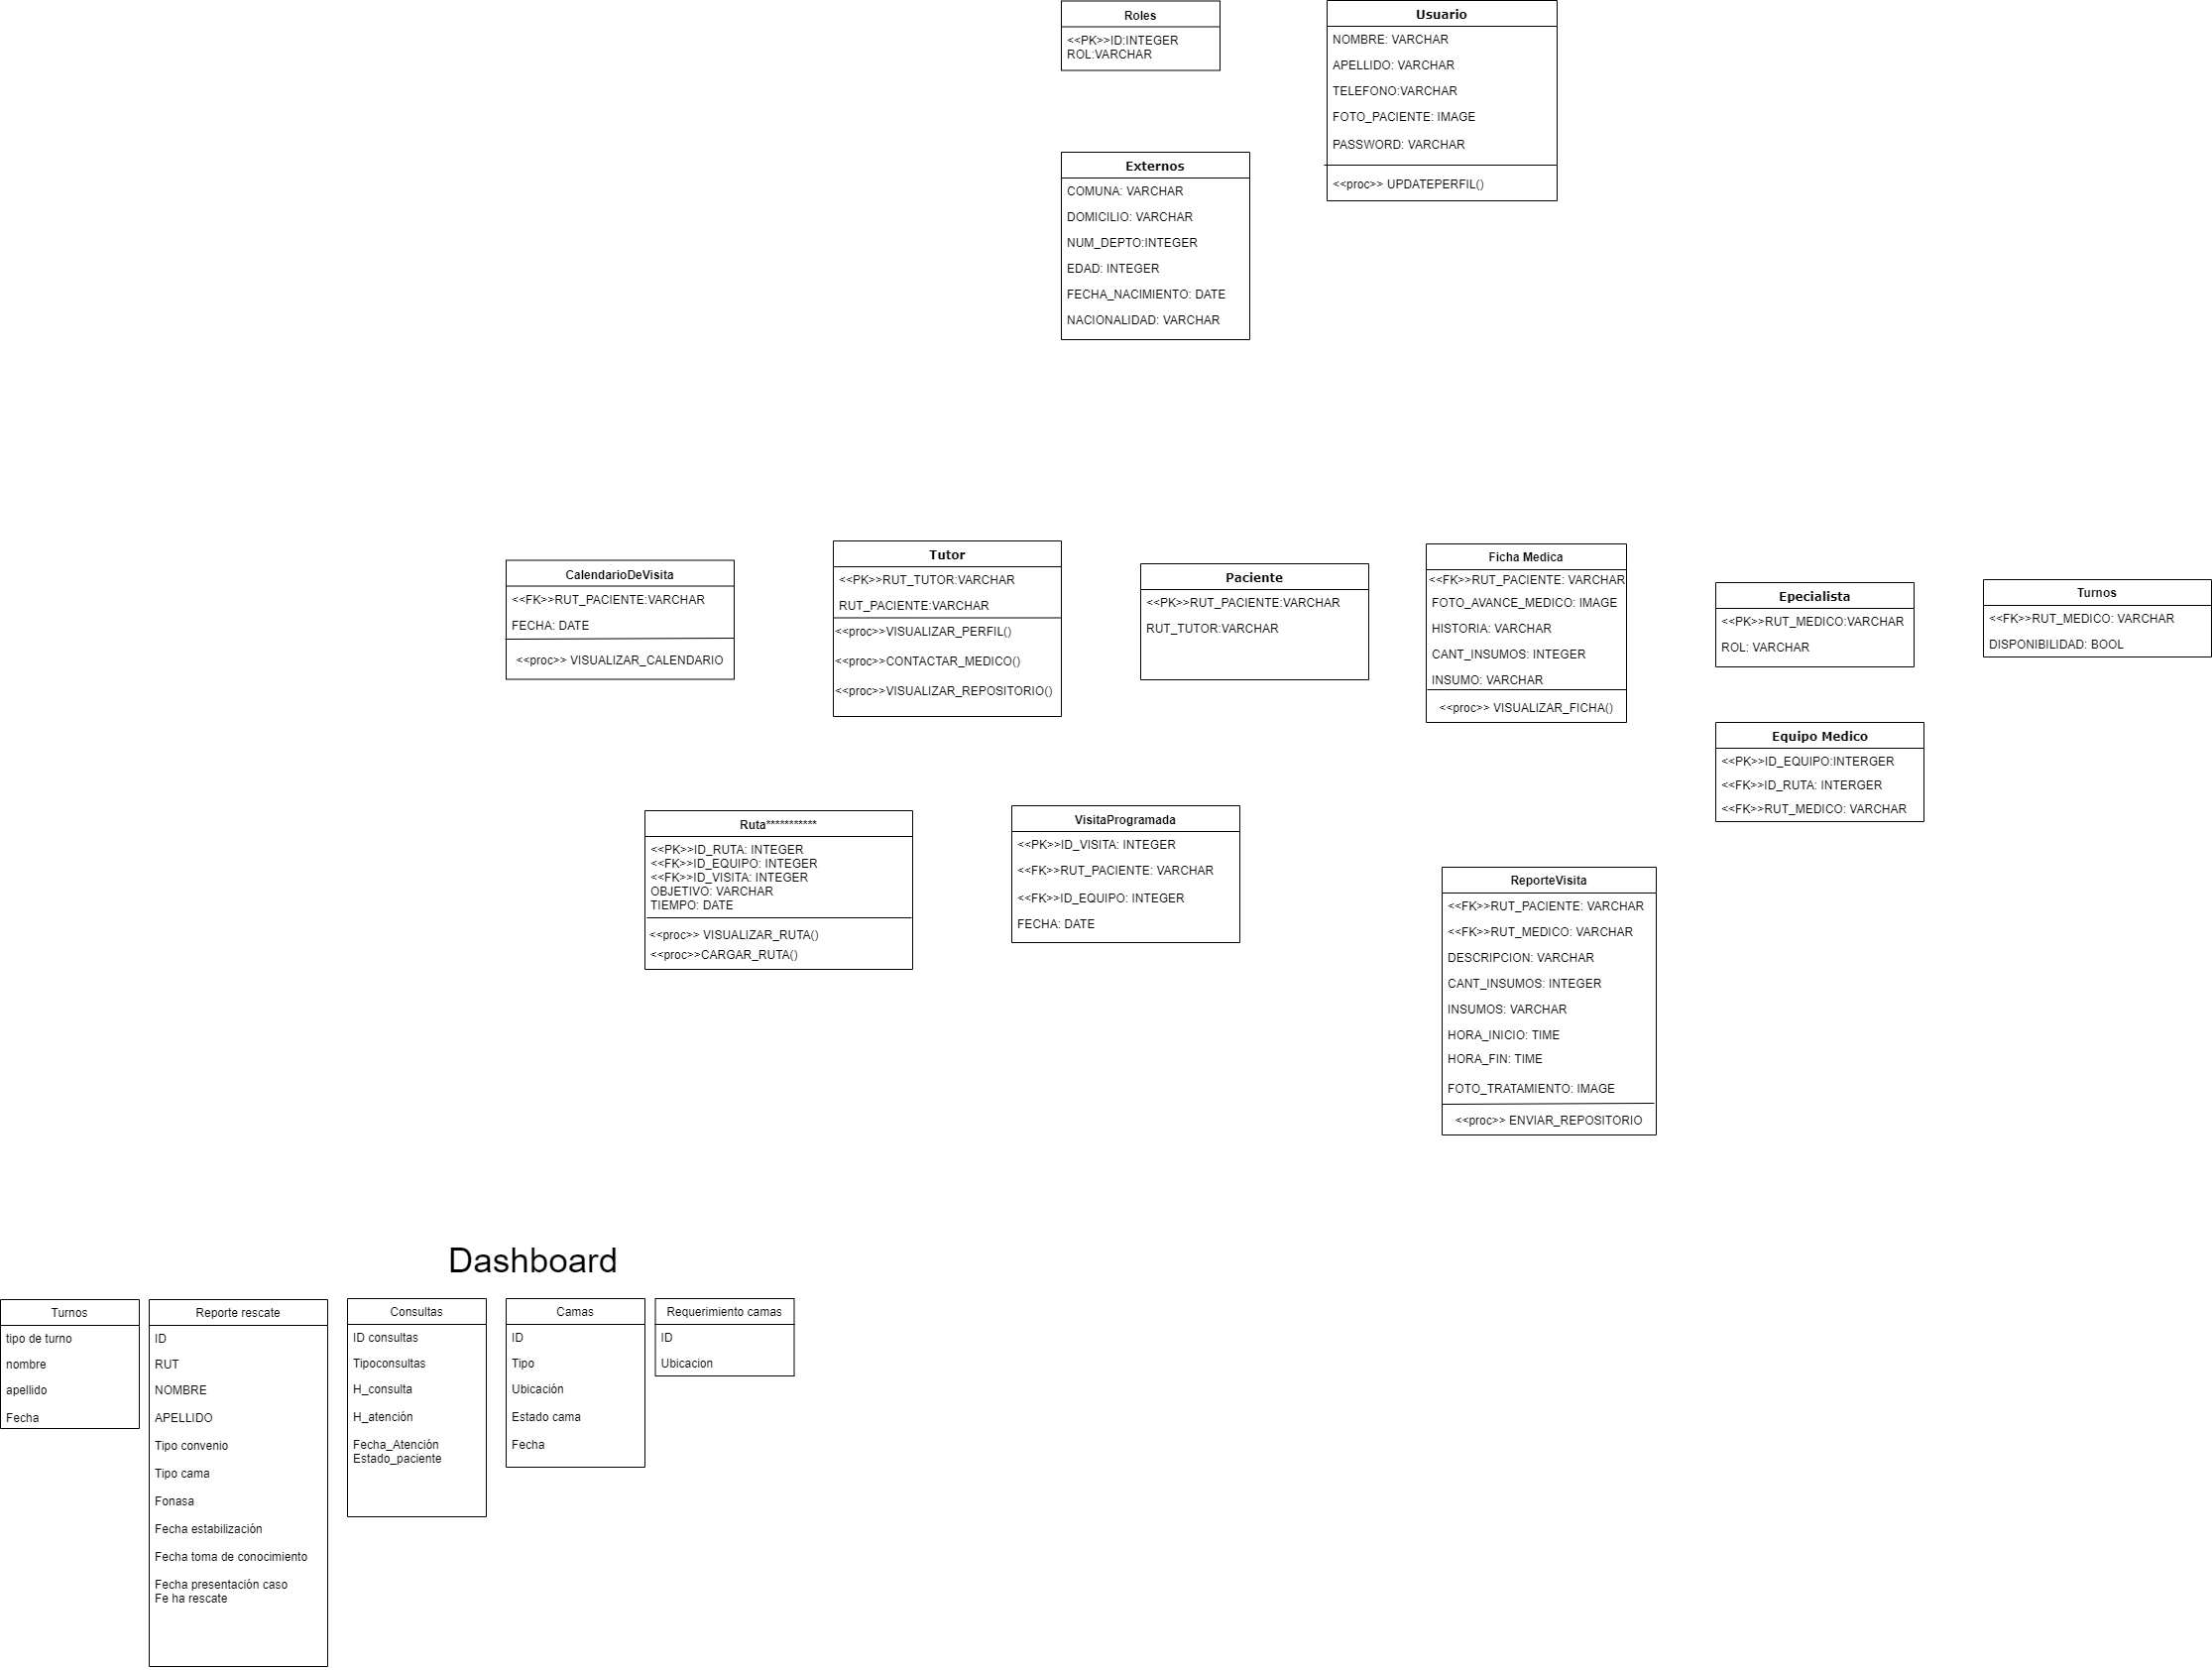 Roles
<<PK>>ID:INTEGER
ROL:VARCHAR
Usuario
NOMBRE: VARCHAR
APELLIDO: VARCHAR
TELEFONO:VARCHAR
FOTO_PACIENTE: IMAGE
PASSWORD: VARCHAR
<<proc>> UPDATEPERFIL()
Externos
COMUNA: VARCHAR
DOMICILIO: VARCHAR
NUM_DEPTO:INTEGER
EDAD: INTEGER
FECHA_NACIMIENTO: DATE
NACIONALIDAD: VARCHAR
CalendarioDeVisita
<<FK>>RUT_PACIENTE:VARCHAR
FECHA: DATE
<<proc>> VISUALIZAR_CALENDARIO
Tutor
<<PK>>RUT_TUTOR:VARCHAR
RUT_PACIENTE:VARCHAR
<<proc>>VISUALIZAR_PERFIL()
<<proc>>CONTACTAR_MEDICO()
<<proc>>VISUALIZAR_REPOSITORIO()
Paciente
<<PK>>RUT_PACIENTE:VARCHAR
RUT_TUTOR:VARCHAR
Ficha Medica
<<FK>>RUT_PACIENTE: VARCHAR
FOTO_AVANCE_MEDICO: IMAGE
HISTORIA: VARCHAR
CANT_INSUMOS: INTEGER
INSUMO: VARCHAR
<<proc>> VISUALIZAR_FICHA()
Epecialista
<<PK>>RUT_MEDICO:VARCHAR
ROL: VARCHAR
Turnos
<<FK>>RUT_MEDICO: VARCHAR
DISPONIBILIDAD: BOOL
Equipo Medico
<<PK>>ID_EQUIPO:INTERGER
<<FK>>ID_RUTA: INTERGER
<<FK>>RUT_MEDICO: VARCHAR
Ruta***********
<<PK>>ID_RUTA: INTEGER
<<FK>>ID_EQUIPO: INTEGER
<<FK>>ID_VISITA: INTEGER
OBJETIVO: VARCHAR
TIEMPO: DATE
<<proc>> VISUALIZAR_RUTA()
<<proc>>CARGAR_RUTA()
VisitaProgramada
<<PK>>ID_VISITA: INTEGER
<<FK>>RUT_PACIENTE: VARCHAR
<<FK>>ID_EQUIPO: INTEGER
FECHA: DATE
ReporteVisita
<<FK>>RUT_PACIENTE: VARCHAR
<<FK>>RUT_MEDICO: VARCHAR
DESCRIPCION: VARCHAR
CANT_INSUMOS: INTEGER
INSUMOS: VARCHAR
HORA_INICIO: TIME
HORA_FIN: TIME
FOTO_TRATAMIENTO: IMAGE
<<proc>> ENVIAR_REPOSITORIO
Dashboard
Turnos
tipo de turno
nombre
apellido
Fecha
Reporte rescate
ID
RUT
NOMBRE
APELLIDO
Tipo convenio
Tipo cama
Fonasa
Fecha estabilización
Fecha toma de conocimiento
Fecha presentación caso
Fe ha rescate
Consultas
ID consultas
Tipoconsultas
H_consulta
H_atención
Fecha_Atención
Estado_paciente
Camas
ID
Tipo
Ubicación
Estado cama
Fecha
Requerimiento camas
ID
Ubicacion